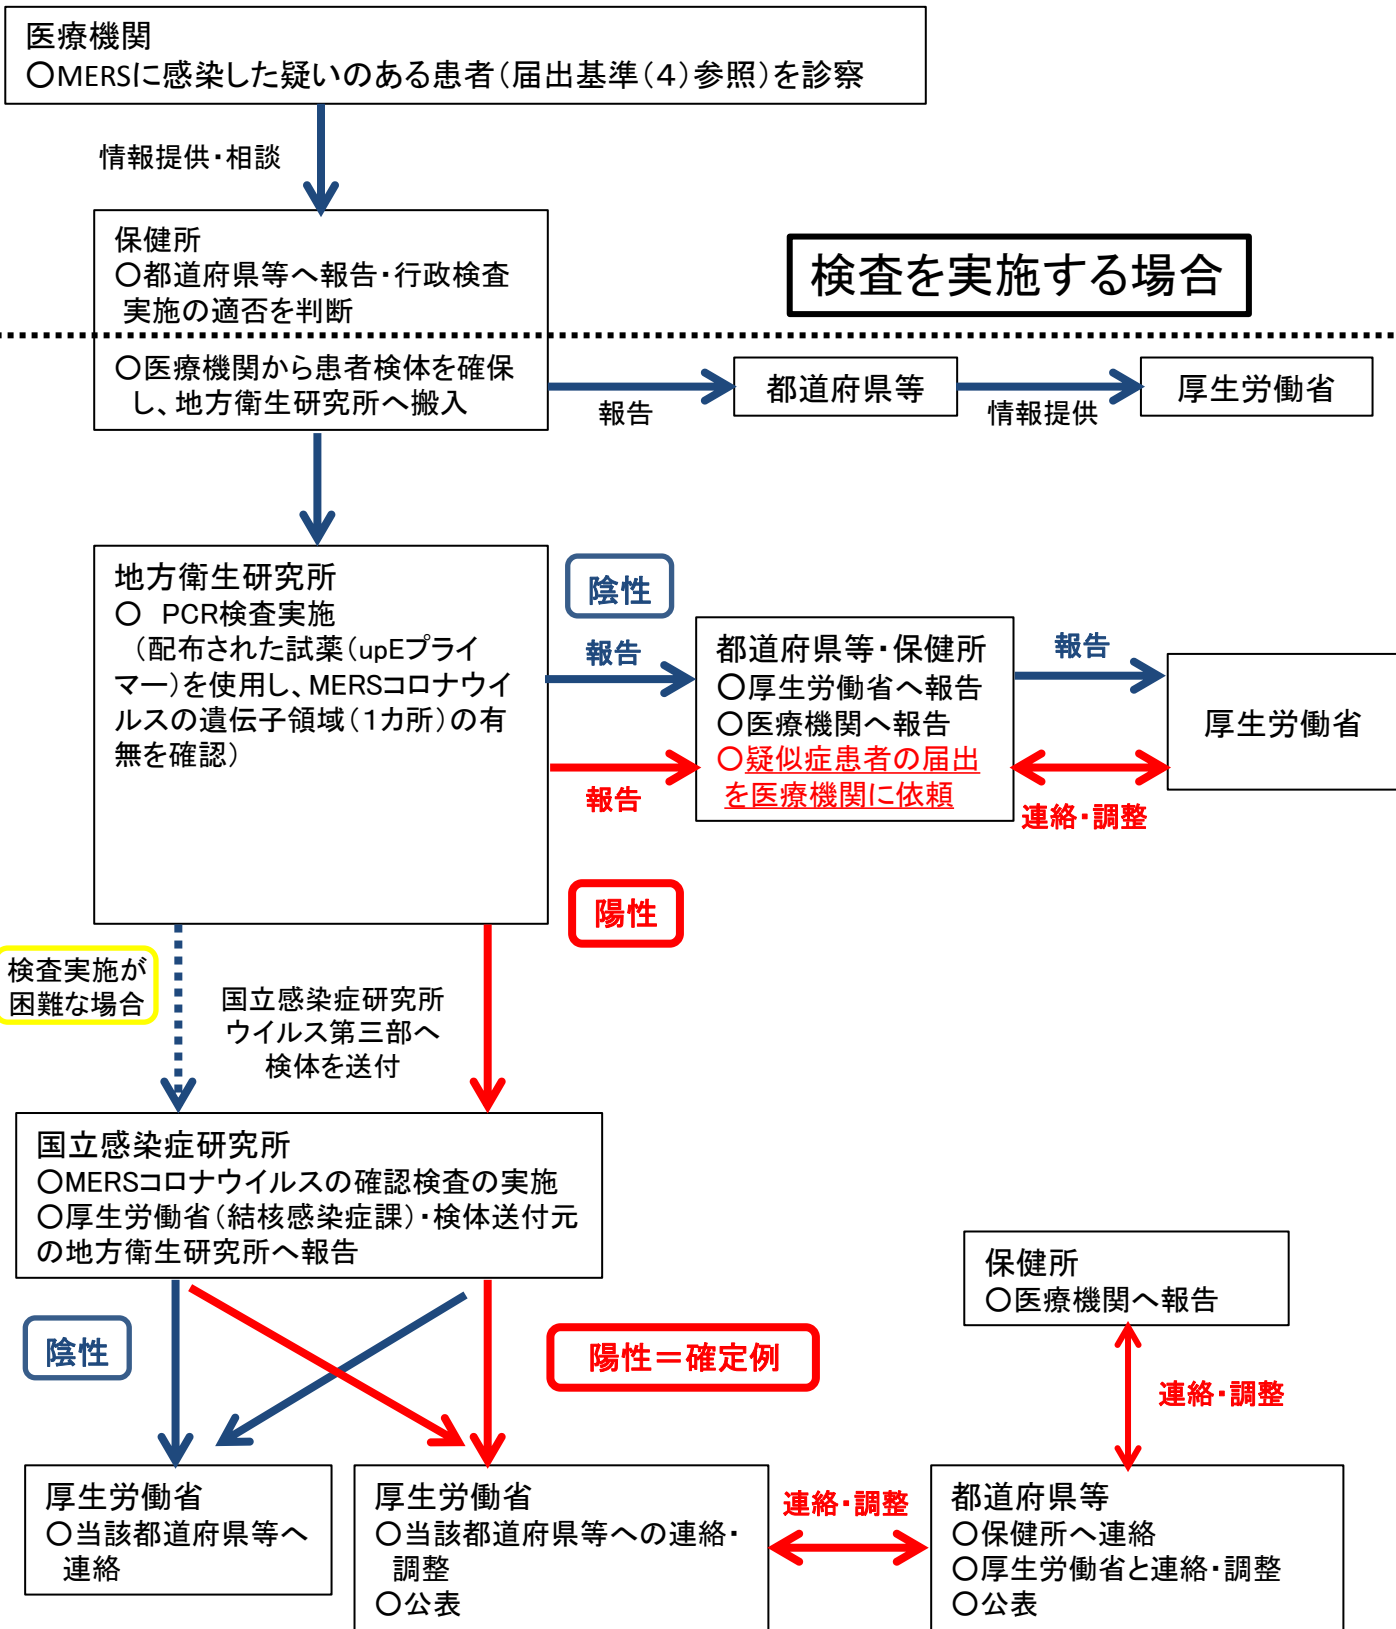 医療機関
○MERSに感染した疑いのある患者(届出基準(4)参照)を診察
情報提供・相談
保健所
○都道府県等へ報告・行政検査
実施の適否を判断
検査を実施する場合
○医療機関から患者検体を確保
し、地方衛生研究所へ搬入
報告
都道府県等
情報提供
厚生労働省
地方衛生研究所
○ PCR検査実施
(配布された試薬(upEプライ
マー)を使用し、MERSコロナウイ
ルスの遺伝子領域(1カ所)の有
無を確認)
陰性
報告
報告
陽性
都道府県等・保健所
○厚生労働省へ報告
○医療機関へ報告
○疑似症患者の届出
を医療機関に依頼
報告
連絡・調整
厚生労働省
検査実施が
困難な場合
国立感染症研究所
ウイルス第三部へ
検体を送付
国立感染症研究所
○MERSコロナウイルスの確認検査の実施
○厚生労働省(結核感染症課)・検体送付元
の地方衛生研究所へ報告
陰性
陽性=確定例
保健所
○医療機関へ報告
連絡・調整
厚生労働省
○当該都道府県等へ
連絡
厚生労働省
○当該都道府県等への連絡・
調整
○公表
連絡・調整
都道府県等
○保健所へ連絡
○厚生労働省と連絡・調整
○公表